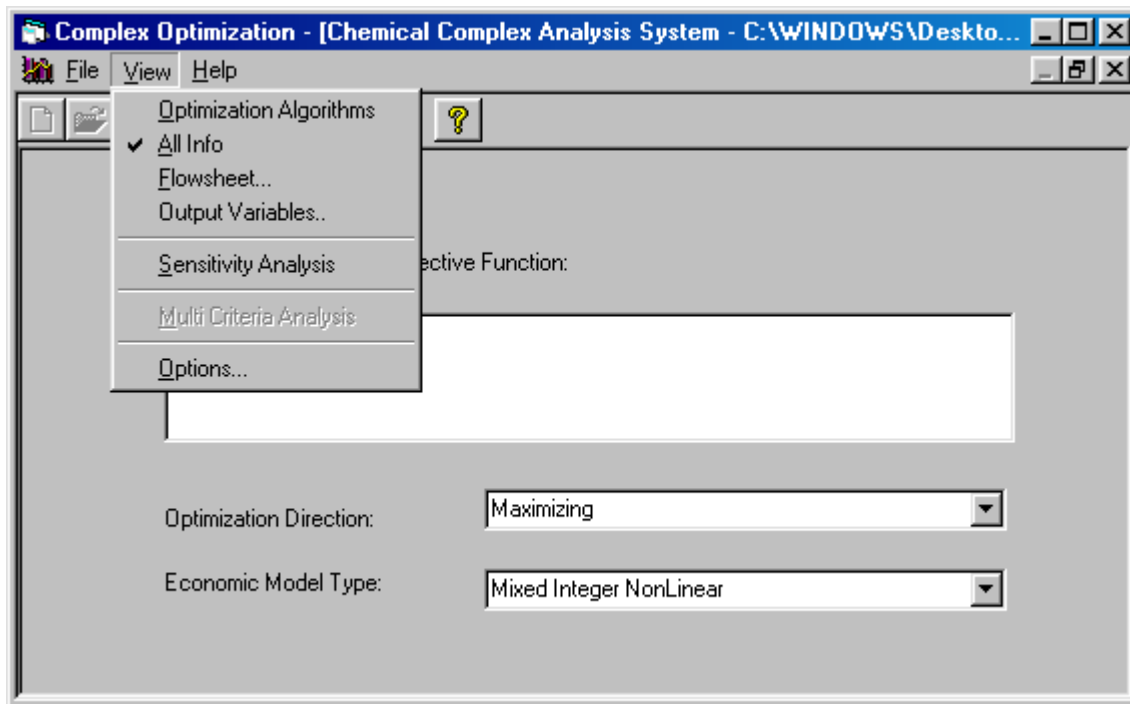 Complex Optimization - [Chemical Complex Analysis System - C:\WINDOWS\Deskto...
File View Help
Optimization Algorithms
All Info
Flowsheet...
Output Variables..
Sensitivity Analysis
ective Function:
Multi Criteria Analysis
Options...
Optimization Direction: Maximizing
Economic Model Type: Mixed Integer NonLinear